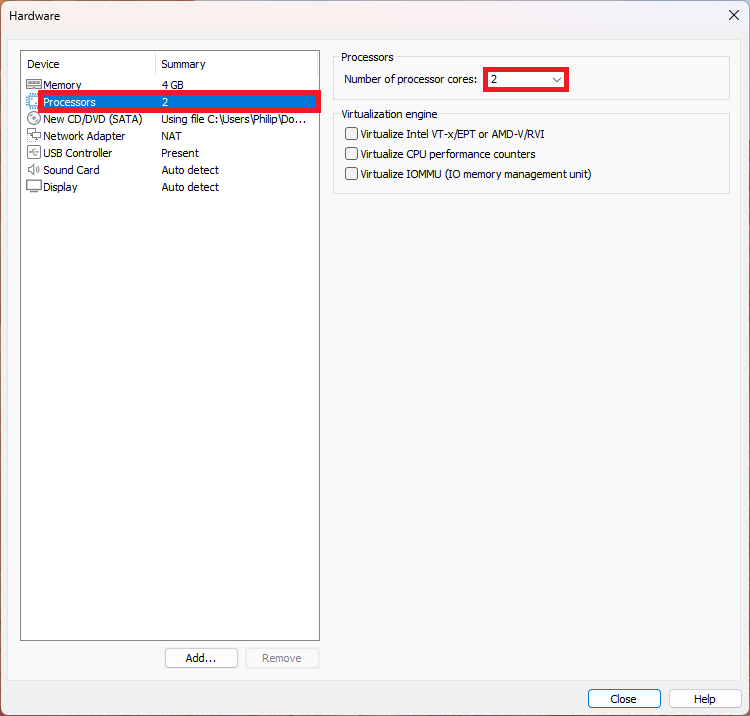 Hardware
Device Summary
Memory 4 GB
Processors 2
New CD/DVD (SATA) Using file C:\Users\Philip\Do...
Network Adapter NAT
USB Controller Present
Sound Card Auto detect
Display Auto detect
Add... Remove
Processors
Number of processor cores: 2
Virtualization engine
Virtualize Intel VT-x/EPT or AMD-V/RVI
Virtualize CPU performance counters
Virtualize IOMMU (IO memory management unit)
Close Help